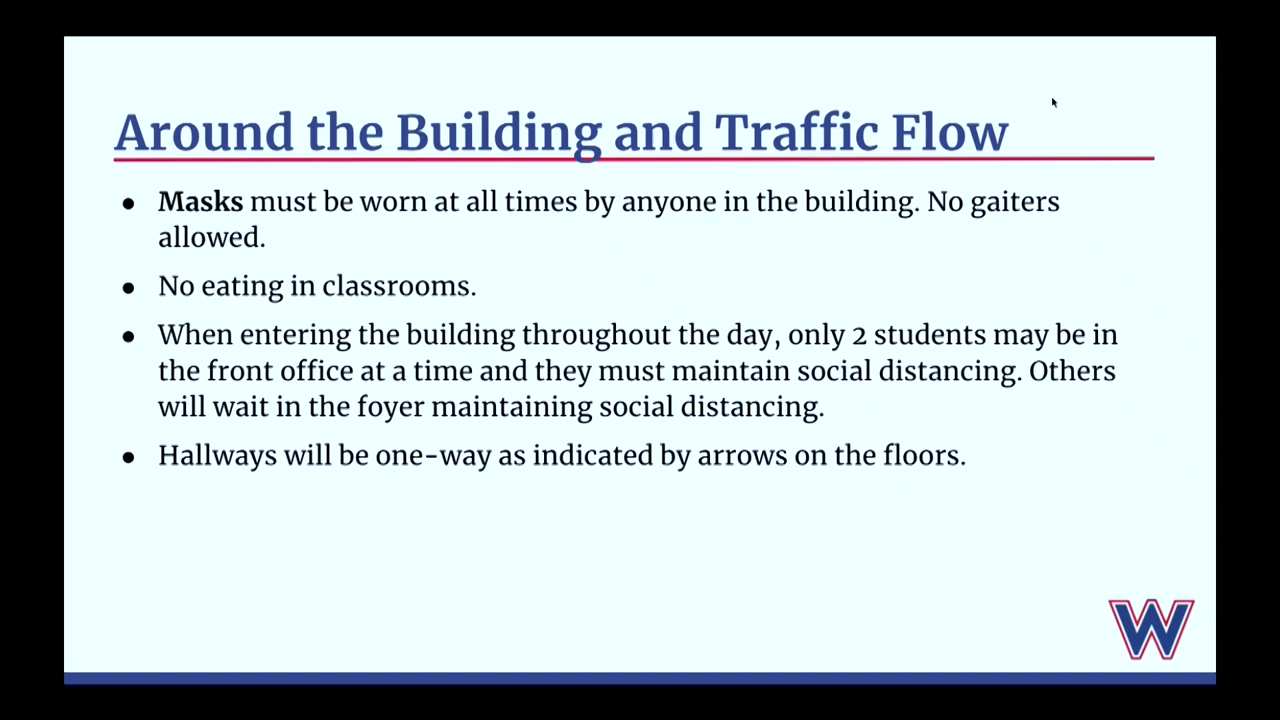 Around the Building and Traffic Flow
● Masks must be worn at all times by anyone in the building. No gaiters
allowed.
● No eating in classrooms.
● When entering the building throughout the day, only 2 students may be in
the front office at a time and they must maintain social distancing. Others
will wait in the foyer maintaining social distancing.
● Hallways will be one-way as indicated by arrows on the floors.
W